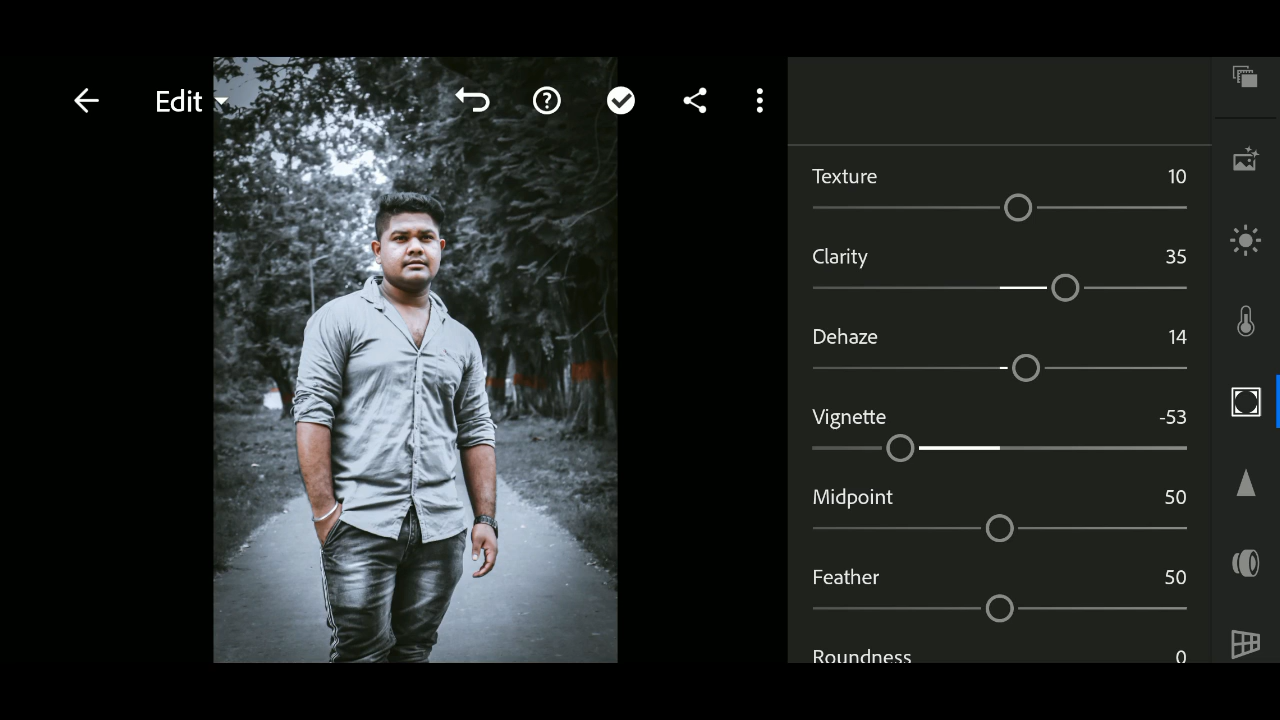 Edit
Texture 10
Clarity 35
Dehaze 14
Vignette -53
Midpoint 50
Feather 50
Roundness 0